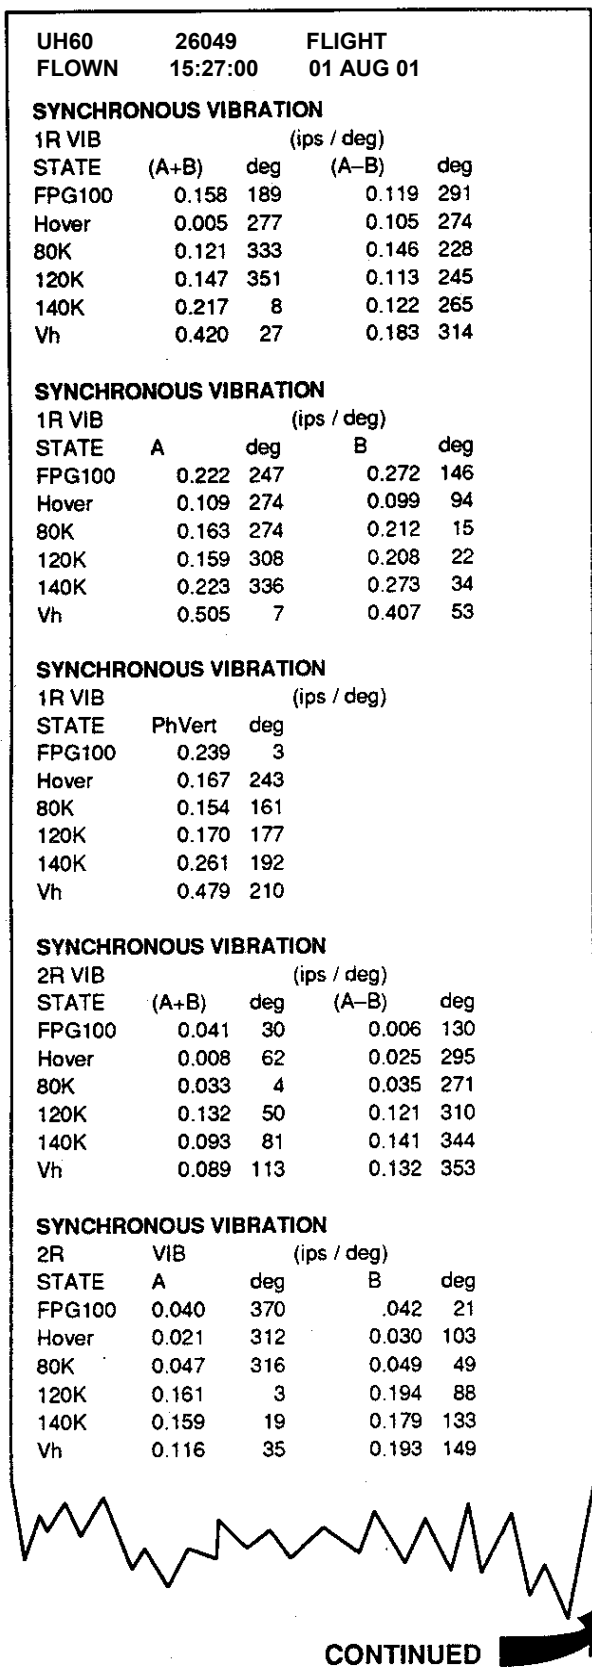 UH60 26049 FLIGHT
FLOWN 15:27:00 01 AUG 01
SYNCHRONOUS VIBRATION
1R VIB (ips / deg)
STATE (A+B) deg (A–B) deg
FPG100 0.158 189 0.119 291
Hover 0.005 277 0.105 274
80K 0.121 333 0.146 228
120K 0.147 351 0.113 245
140K 0.217 8 0.122 265
Vh 0.420 27 0.183 314
SYNCHRONOUS VIBRATION
1R VIB (ips / deg)
STATE A deg B deg
FPG100 0.222 247 0.272 146
Hover 0.109 274 0.099 94
80K 0.163 274 0.212 15
120K 0.159 308 0.208 22
140K 0.223 336 0.273 34
Vh 0.505 7 0.407 53
SYNCHRONOUS VIBRATION
1R VIB (ips / deg)
STATE PhVert deg
FPG100 0.239 3
Hover 0.167 243
80K 0.154 161
120K 0.170 177
140K 0.261 192
Vh 0.479 210
SYNCHRONOUS VIBRATION
2R VIB (ips / deg)
STATE (A+B) deg (A–B) deg
FPG100 0.041 30 0.006 130
Hover 0.008 62 0.025 295
80K 0.033 4 0.035 271
120K 0.132 50 0.121 310
140K 0.093 81 0.141 344
Vh 0.089 113 0.132 353
SYNCHRONOUS VIBRATION
2R VIB (ips / deg)
STATE A deg B deg
FPG100 0.040 370 .042 21
Hover 0.021 312 0.030 103
80K 0.047 316 0.049 49
120K 0.161 3 0.194 88
140K 0.159 19 0.179 133
Vh 0.116 35 0.193 149
CONTINUED